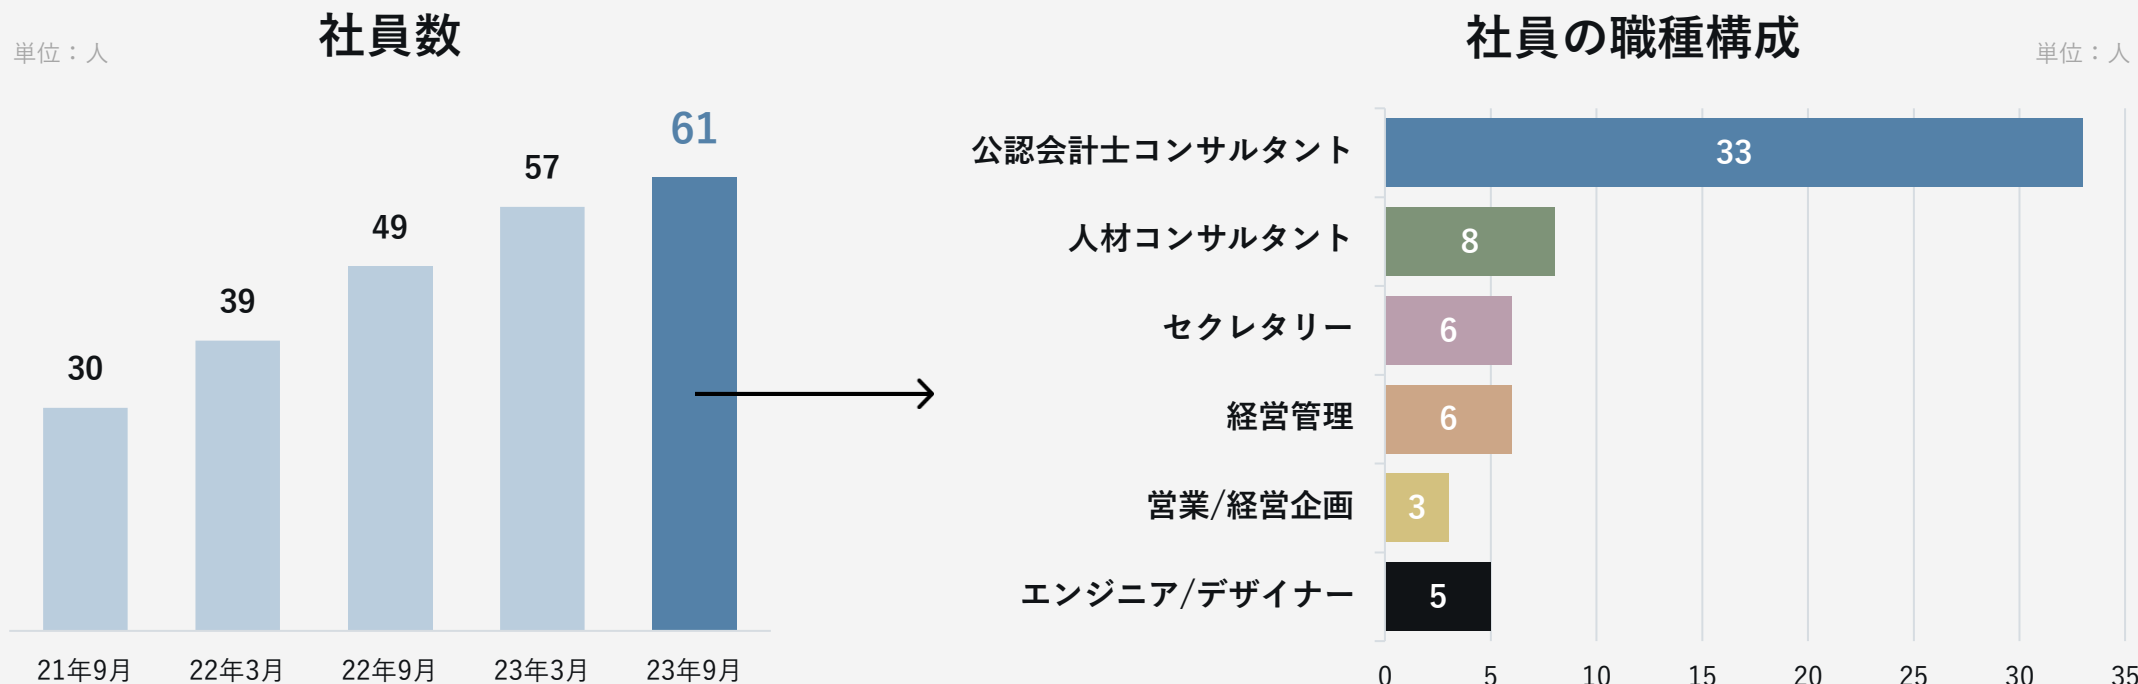 社員数
単位：人
30
39
49
57
61
21年9月
22年3月
22年9月
23年3月
23年9月
社員の職種構成
単位：人
公認会計士コンサルタント
33
人材コンサルタント
8
セクレタリー
6
経営管理
6
営業/経営企画
3
エンジニア/デザイナー
5
0 5 10 15 20 25 30 35